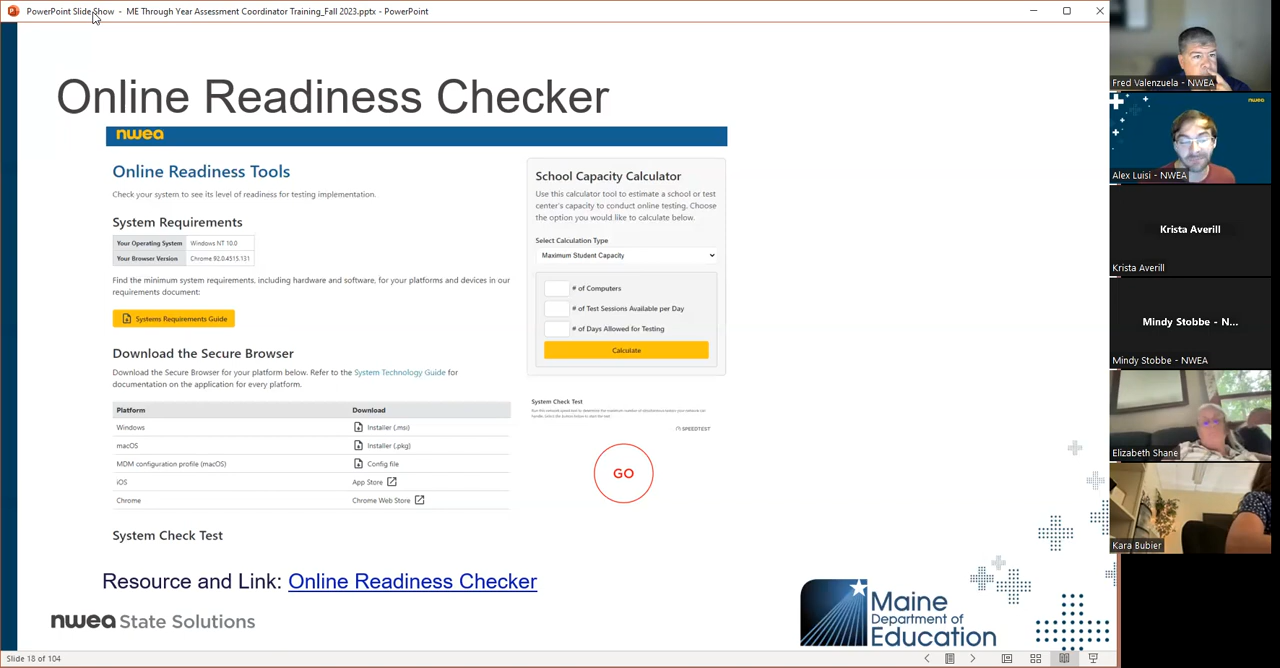 PowerPoint Slide Show - ME Through Year Assessment Coordinator Training_Fall 2023.pptx - PowerPoint
Online Readiness Checker
nwea
Online Readiness Tools
Check your system to see its level of readiness for testing implementation.
System Requirements
Your Operating System Windows NT 10.0
Your Browser Version Chrome 92.0.4515.131
Find the minimum system requirements, including hardware and software, for your platforms and devices in our
requirements document:
Systems Requirements Guide
Download the Secure Browser
Download the Secure Browser for your platform below. Refer to the System Technology Guide for
documentation on the application for every platform.
Platform Download
Windows Installer (.msi)
macOS Installer (.pkg)
MDM configuration profile (macOS) Config file
iOS App Store
Chrome Chrome Web Store
System Check Test
School Capacity Calculator
Use this calculator tool to estimate a school or test
center's capacity to conduct online testing. Choose
the option you would like to calculate below.
Select Calculation Type
Maximum Student Capacity
# of Computers
# of Test Sessions Available per Day
# of Days Allowed for Testing
Calculate
System Check Test
SPEEDTEST
GO
Resource and Link: Online Readiness Checker
nwea State Solutions
Maine
Department of
Education
Slide 18 of 104
Fred Valenzuela - NWEA
nwea
Alex Luisi - NWEA
Krista Averill
Krista Averill
Mindy Stobbe - N...
Mindy Stobbe - NWEA
Elizabeth Shane
Kara Bubier